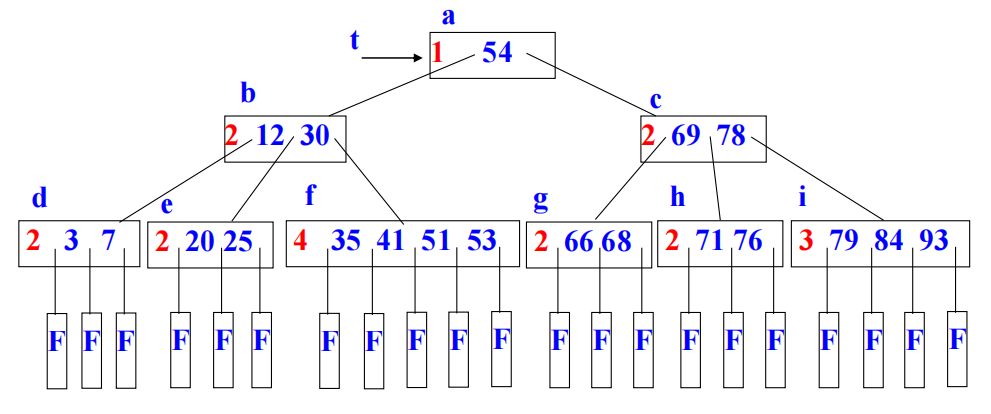 a
t
1 54
b
c
2 12 30
2 69 78
d
e
f
g
h
i
2 3 7
2 20 25
4 35 41 51 53
2 66 68
2 71 76
3 79 84 93
F F F F F F F F F F F F F F F F F F F F F